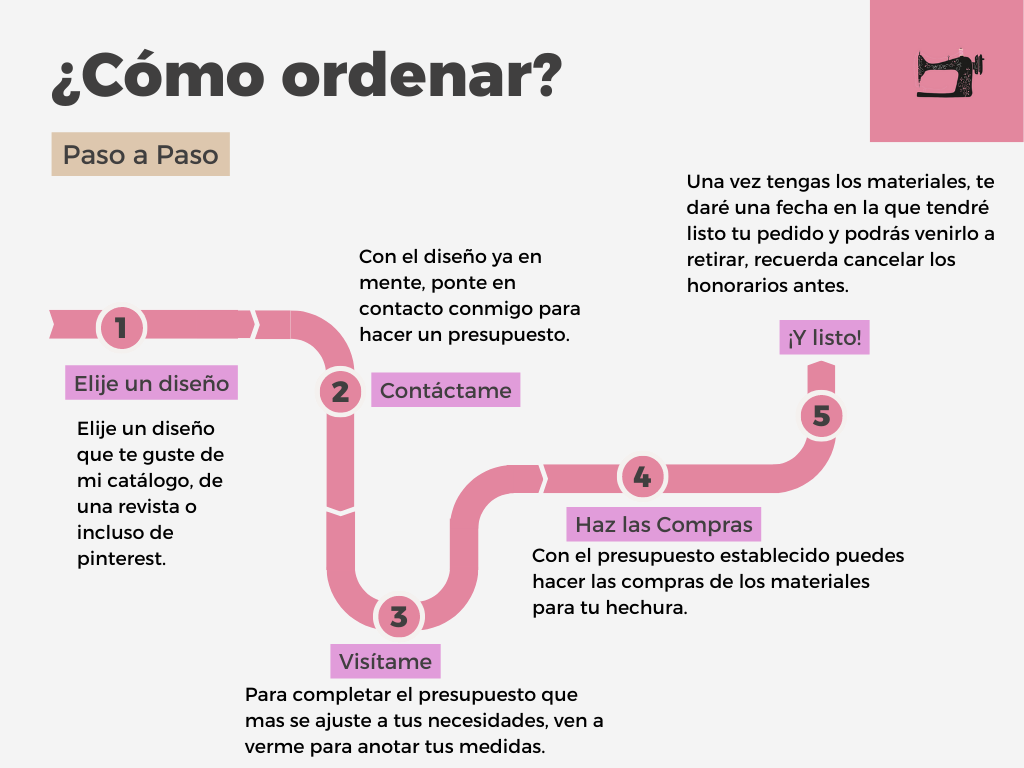 ¿Cómo ordenar?
Paso a Paso
1
Elije un diseño
Elije un diseño
que te guste de
mi catálogo, de
una revista o
incluso de
pinterest.
Con el diseño ya en
mente, ponte en
contacto conmigo para
hacer un presupuesto.
2
Contáctame
3
Visítame
Para completar el presupuesto que
mas se ajuste a tus necesidades, ven a
verme para anotar tus medidas.
4
Haz las Compras
Con el presupuesto establecido puedes
hacer las compras de los materiales
para tu hechura.
Una vez tengas los materiales, te
daré una fecha en la que tendré
listo tu pedido y podrás venirlo a
retirar, recuerda cancelar los
honorarios antes.
¡Y listo!
5